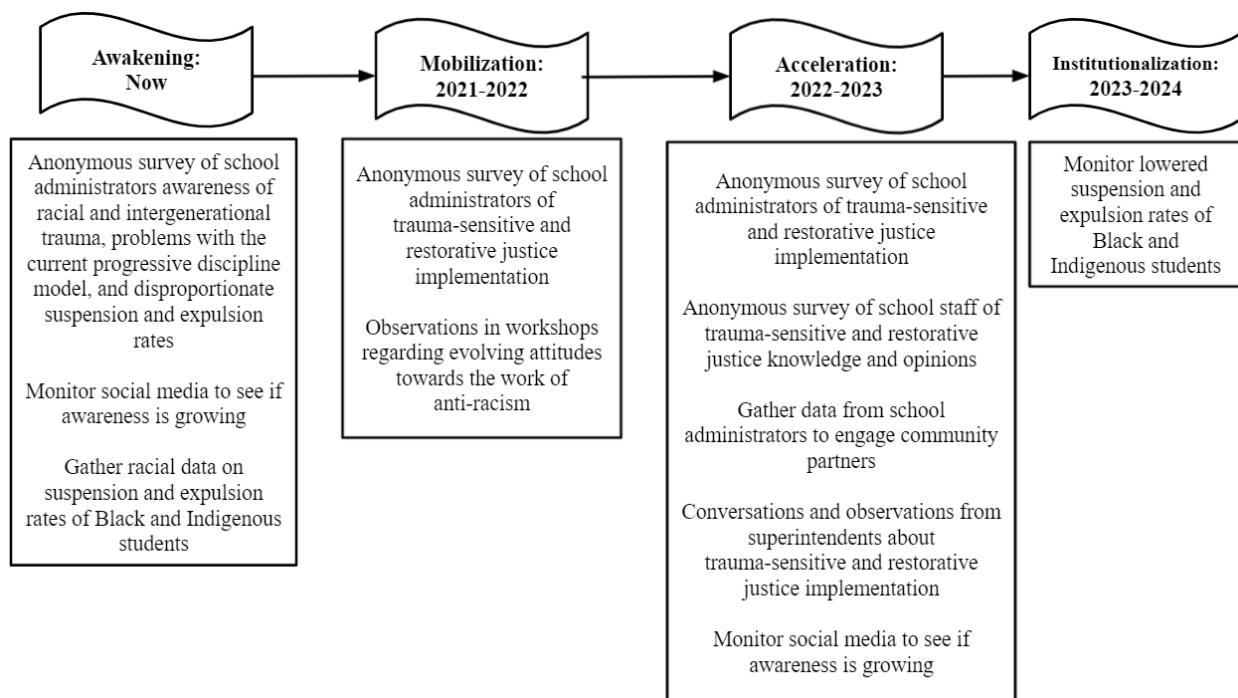 Awakening:
Now
Mobilization:
2021-2022
Acceleration:
2022-2023
Institutionalization:
2023-2024
Anonymous survey of school
administrators awareness of
racial and intergenerational
trauma, problems with the
current progressive discipline
model, and disproportionate
suspension and expulsion
rates
Monitor social media to see if
awareness is growing
Gather racial data on
suspension and expulsion
rates of Black and Indigenous
students
Anonymous survey of school
administrators of
trauma-sensitive and
restorative justice
implementation
Observations in workshops
regarding evolving attitudes
towards the work of
anti-racism
Anonymous survey of school
administrators of trauma-sensitive
and restorative justice
implementation
Anonymous survey of school staff of
trauma-sensitive and restorative
justice knowledge and opinions
Gather data from school
administrators to engage community
partners
Conversations and observations from
superintendents about
trauma-sensitive and restorative
justice implementation
Monitor social media to see if
awareness is growing
Monitor lowered
suspension and
expulsion rates of
Black and
Indigenous students